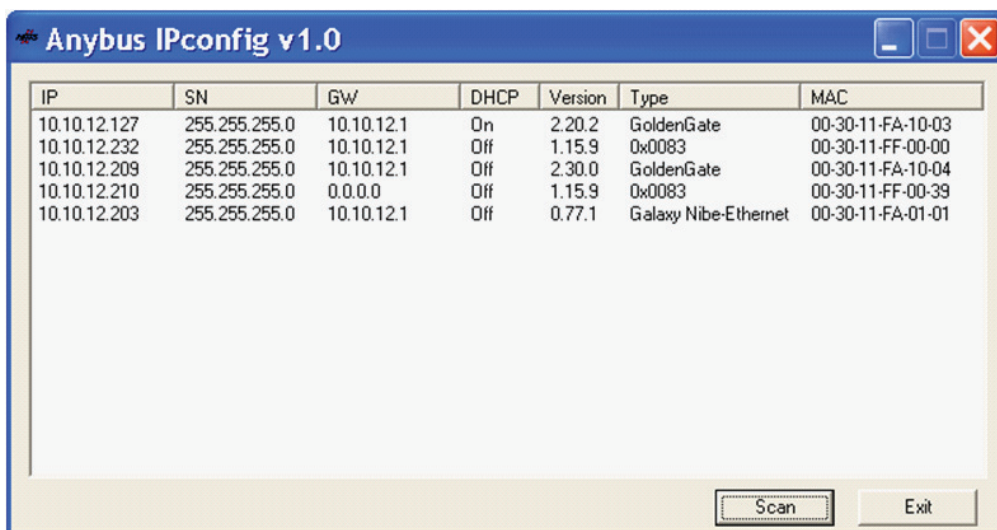 Anybus IPconfig v1.0
IP SN GW DHCP Version Type MAC
10.10.12.127 255.255.255.0 10.10.12.1 On 2.20.2 GoldenGate 00-30-11-FA-10-03
10.10.12.232 255.255.255.0 10.10.12.1 Off 1.15.9 0x0083 00-30-11-FF-00-00
10.10.12.209 255.255.255.0 10.10.12.1 Off 2.30.0 GoldenGate 00-30-11-FA-10-04
10.10.12.210 255.255.255.0 0.0.0.0 Off 1.15.9 0x0083 00-30-11-FF-00-39
10.10.12.203 255.255.255.0 10.10.12.1 Off 0.77.1 Galaxy Nibe-Ethernet 00-30-11-FA-01-01
Scan Exit